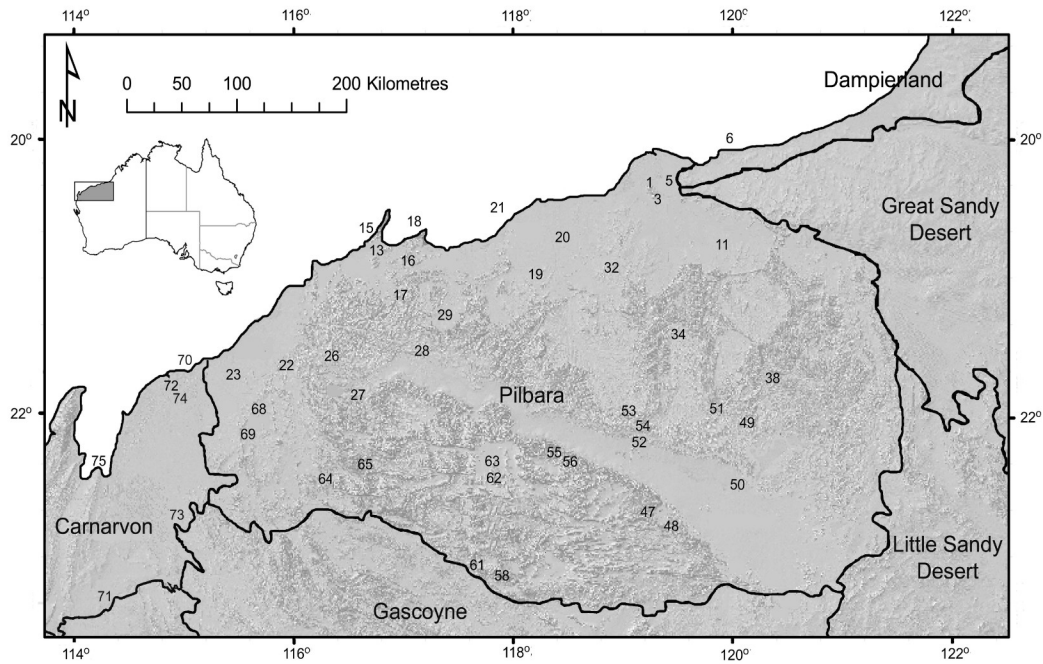 114° 116° 118° 120° 122°
0 50 100 200 Kilometres
N
Dampierland
20° 6 20°
1 5
3
Great Sandy
Desert
15 18 21
13 20 11
16 19 32
17
29 34
70 22 26 28
72 23 38
74 27
68 Pilbara 53 51
69 54 49
52
75 22° 22°
55
65 63 56
64 62 50
47
73 48
Carnarvon
61 58
Little Sandy
Desert
71
Gascoyne
114° 116° 118° 120° 122°